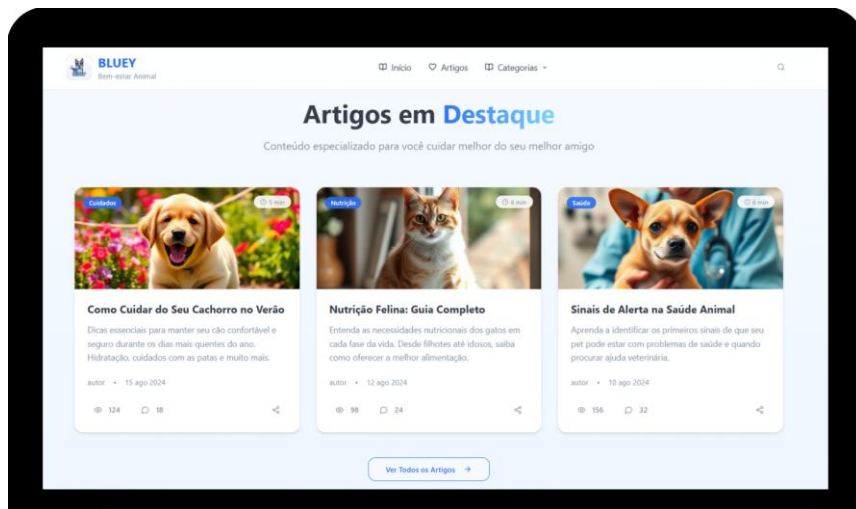 BLUEY
Bem-estar Animal
Início Artigos Categorias
Artigos em Destaque
Conteúdo especializado para você cuidar melhor do seu melhor amigo
Cuidados
5 min
Nutrição
8 min
Saúde
6 min
Como Cuidar do Seu Cachorro no Verão
Dicas essenciais para manter seu cão confortável e
seguro durante os dias mais quentes do ano.
Hidratação, cuidados com as patas e muito mais.
autor • 15 ago 2024
124 18
Nutrição Felina: Guia Completo
Entenda as necessidades nutricionais dos gatos em
cada fase da vida. Desde filhotes até idosos, saiba
como oferecer a melhor alimentação.
autor • 12 ago 2024
98 24
Sinais de Alerta na Saúde Animal
Aprenda a identificar os primeiros sinais de que seu
pet pode estar com problemas de saúde e quando
procurar ajuda veterinária.
autor • 10 ago 2024
156 32
Ver Todos os Artigos →